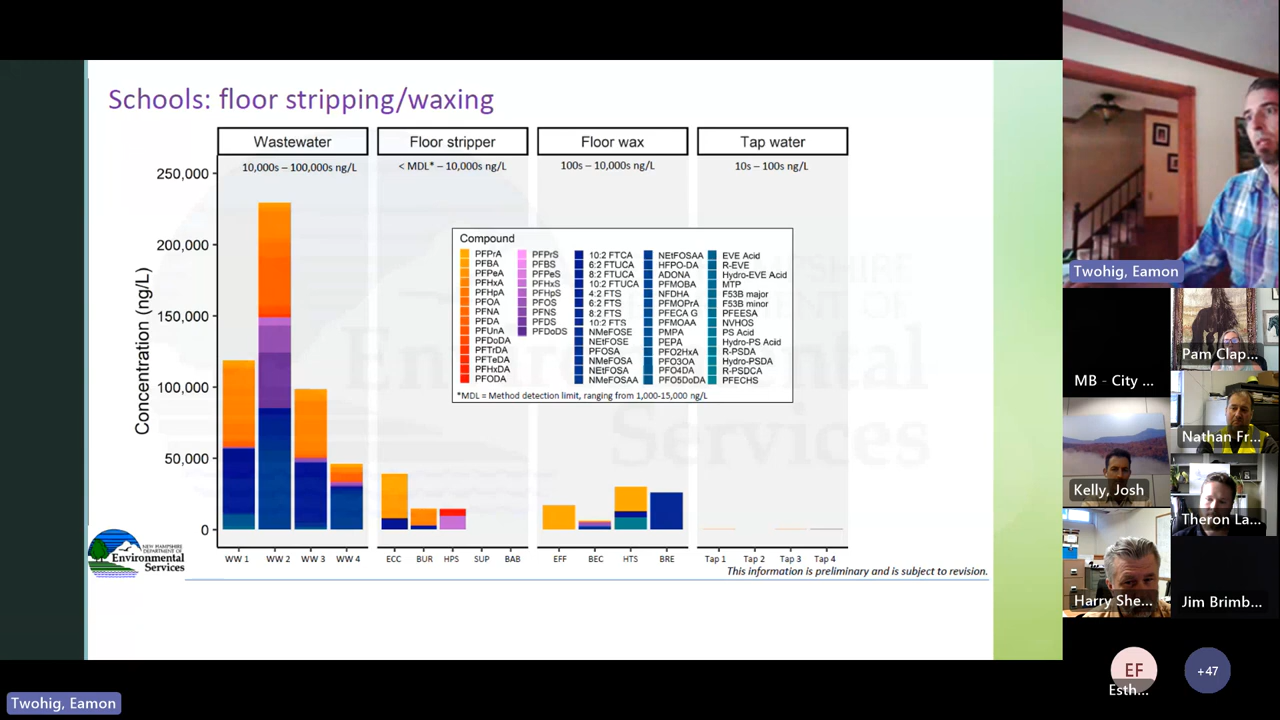 Schools: floor stripping/waxing
Wastewater
Floor stripper
Floor wax
Tap water
10,000s – 100,000s ng/L
< MDL* – 10,000s ng/L
100s – 10,000s ng/L
10s – 100s ng/L
Concentration (ng/L)
250,000
200,000
150,000
100,000
50,000
0
Compound
PFPrA
PFBA
PFPeA
PFHxA
PFHpA
PFOA
PFNA
PFDA
PFUnA
PFDoDA
PFTrDA
PFTeDA
PFHxDA
PFODA
PFPrS
PFBS
PFPeS
PFHxS
PFHpS
PFOS
PFNS
PFDS
PFDoDS
10:2 FTCA
6:2 FTUCA
8:2 FTUCA
10:2 FTUCA
4:2 FTS
6:2 FTS
8:2 FTS
10:2 FTS
NMeFOSE
NEtFOSE
PFOSA
NMeFOSA
NEtFOSA
NMeFOSAA
NEtFOSAA
HFPO-DA
ADONA
PFMOBA
NFDHA
PFMOPrA
PFECA G
PFMOAA
PMPA
PEPA
PFO2HxA
PFO3OA
PFO4DA
PFO5DoDA
EVE Acid
R-EVE
Hydro-EVE Acid
MTP
F53B major
F53B minor
PFEESA
NVHOS
PS Acid
Hydro-PS Acid
R-PSDA
Hydro-PSDA
R-PSDCA
PFECHS
*MDL = Method detection limit, ranging from 1,000-15,000 ng/L
WW 1 WW 2 WW 3 WW 4 ECC BUR HPS SUP BAB EFF BEC HTS BRE Tap 1 Tap 2 Tap 3 Tap 4
This information is preliminary and is subject to revision.
NEW HAMPSHIRE
DEPARTMENT OF
Environmental
Services
Twohig, Eamon
Pam Clap...
MB - City ...
Nathan Fr...
Kelly, Josh
Theron La...
Harry She...
Jim Brimb...
EF
Esth...
+47
Twohig, Eamon